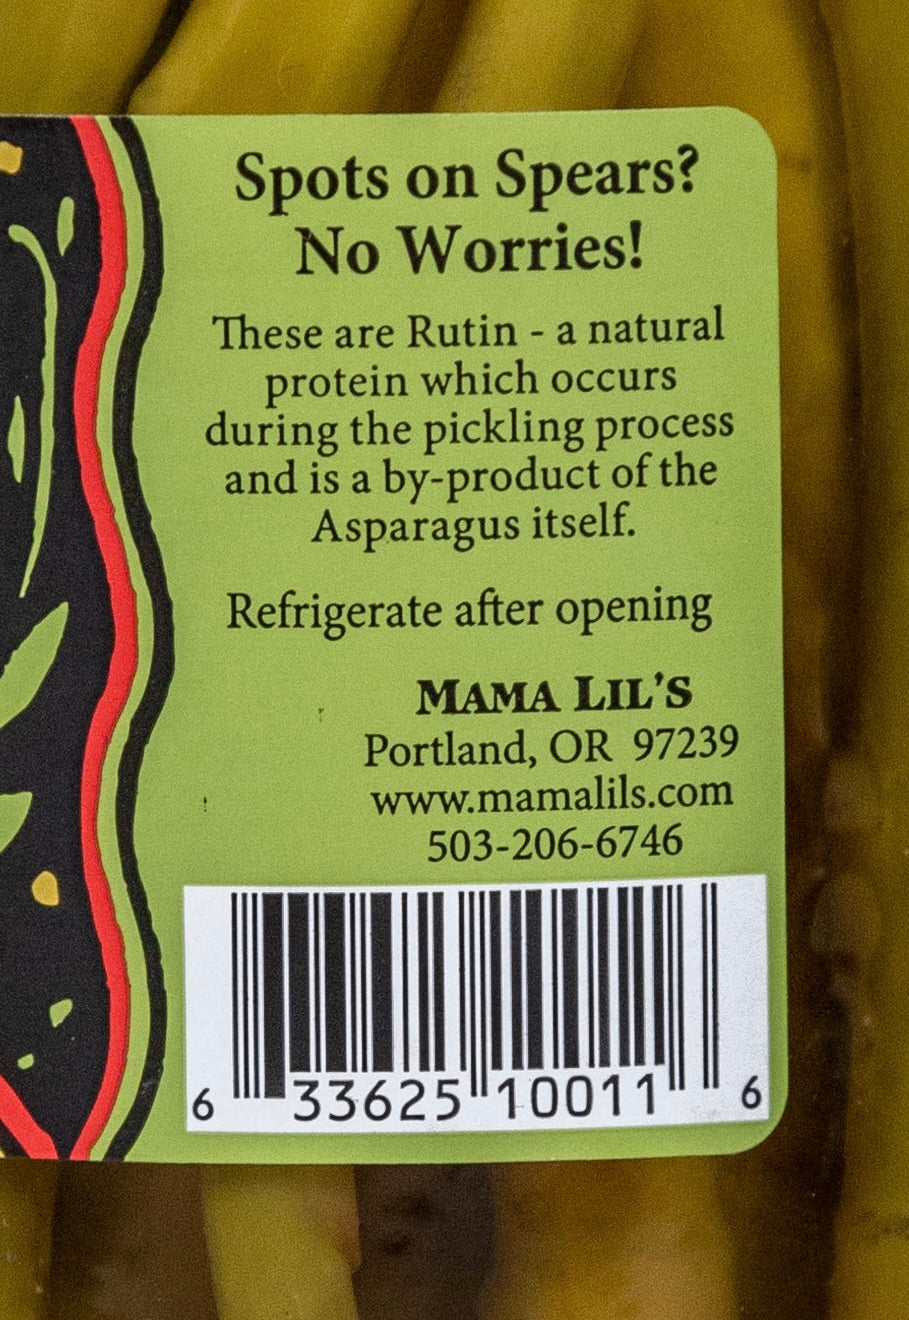 Spots on Spears?
No Worries!
These are Rutin - a natural
protein which occurs
during the pickling process
and is a by-product of the
Asparagus itself.
Refrigerate after opening
MAMA LIL'S
Portland, OR 97239
www.mamalils.com
503-206-6746
6 33625 10011 6